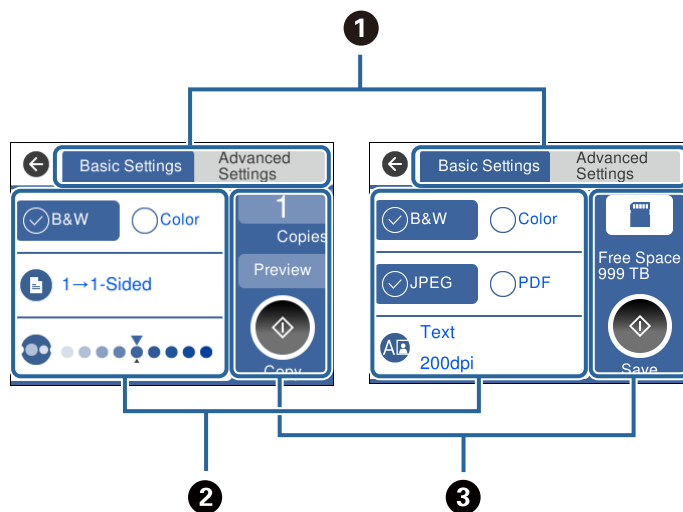 1
Basic Settings
Advanced
Settings
B&W
Color
1→1-Sided
1
Copies
Preview
Copy
Basic Settings
Advanced
Settings
B&W
Color
JPEG
PDF
A
Text
200dpi
Free Space
999 TB
Save
2
3